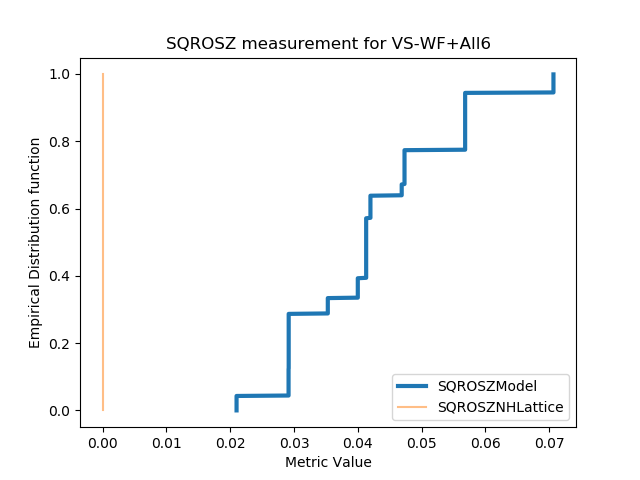 SQROSZ measurement for VS-WF+All6
Empirical Distribution function
1.0
0.8
0.6
0.4
0.2
0.0
SQROSZModel
SQROSZNHLattice
0.00 0.01 0.02 0.03 0.04 0.05 0.06 0.07
Metric Value